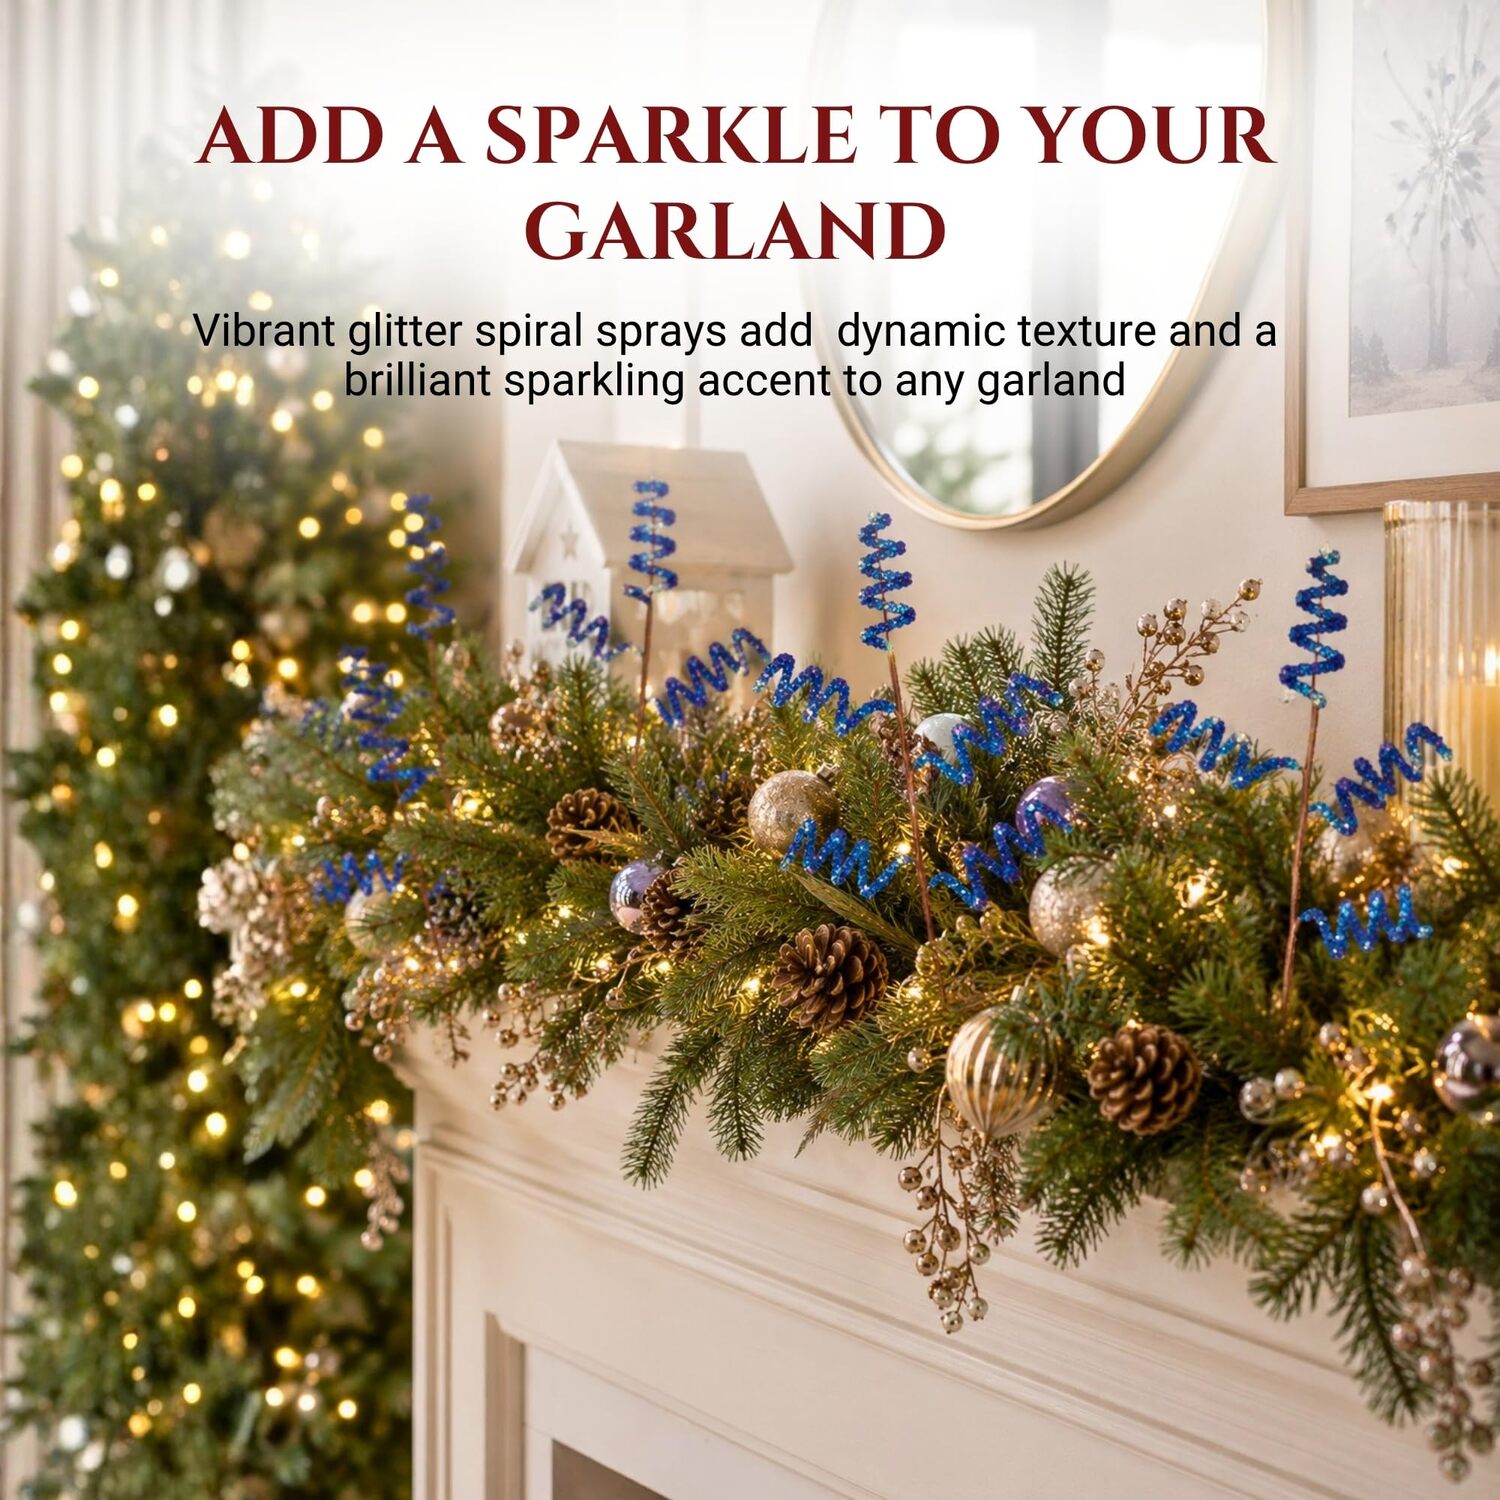 ADD A SPARKLE TO YOUR
GARLAND
Vibrant glitter spiral sprays add  dynamic texture and a
brilliant sparkling accent to any garland